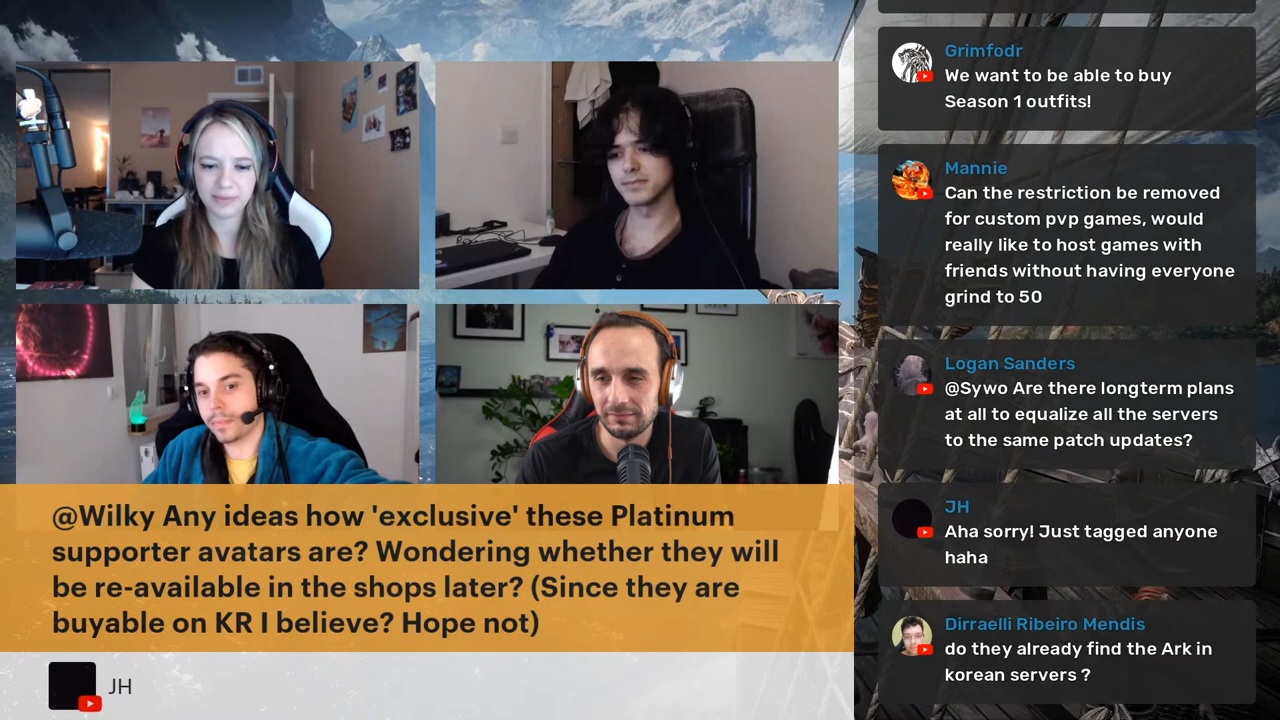 @Wilky Any ideas how 'exclusive' these Platinum
supporter avatars are? Wondering whether they will
be re-available in the shops later? (Since they are
buyable on KR I believe? Hope not)
JH
Grimfodr
We want to be able to buy
Season 1 outfits!
Mannie
Can the restriction be removed
for custom pvp games, would
really like to host games with
friends without having everyone
grind to 50
Logan Sanders
@Sywo Are there longterm plans
at all to equalize all the servers
to the same patch updates?
JH
Aha sorry! Just tagged anyone
haha
Dirraelli Ribeiro Mendis
do they already find the Ark in
korean servers ?